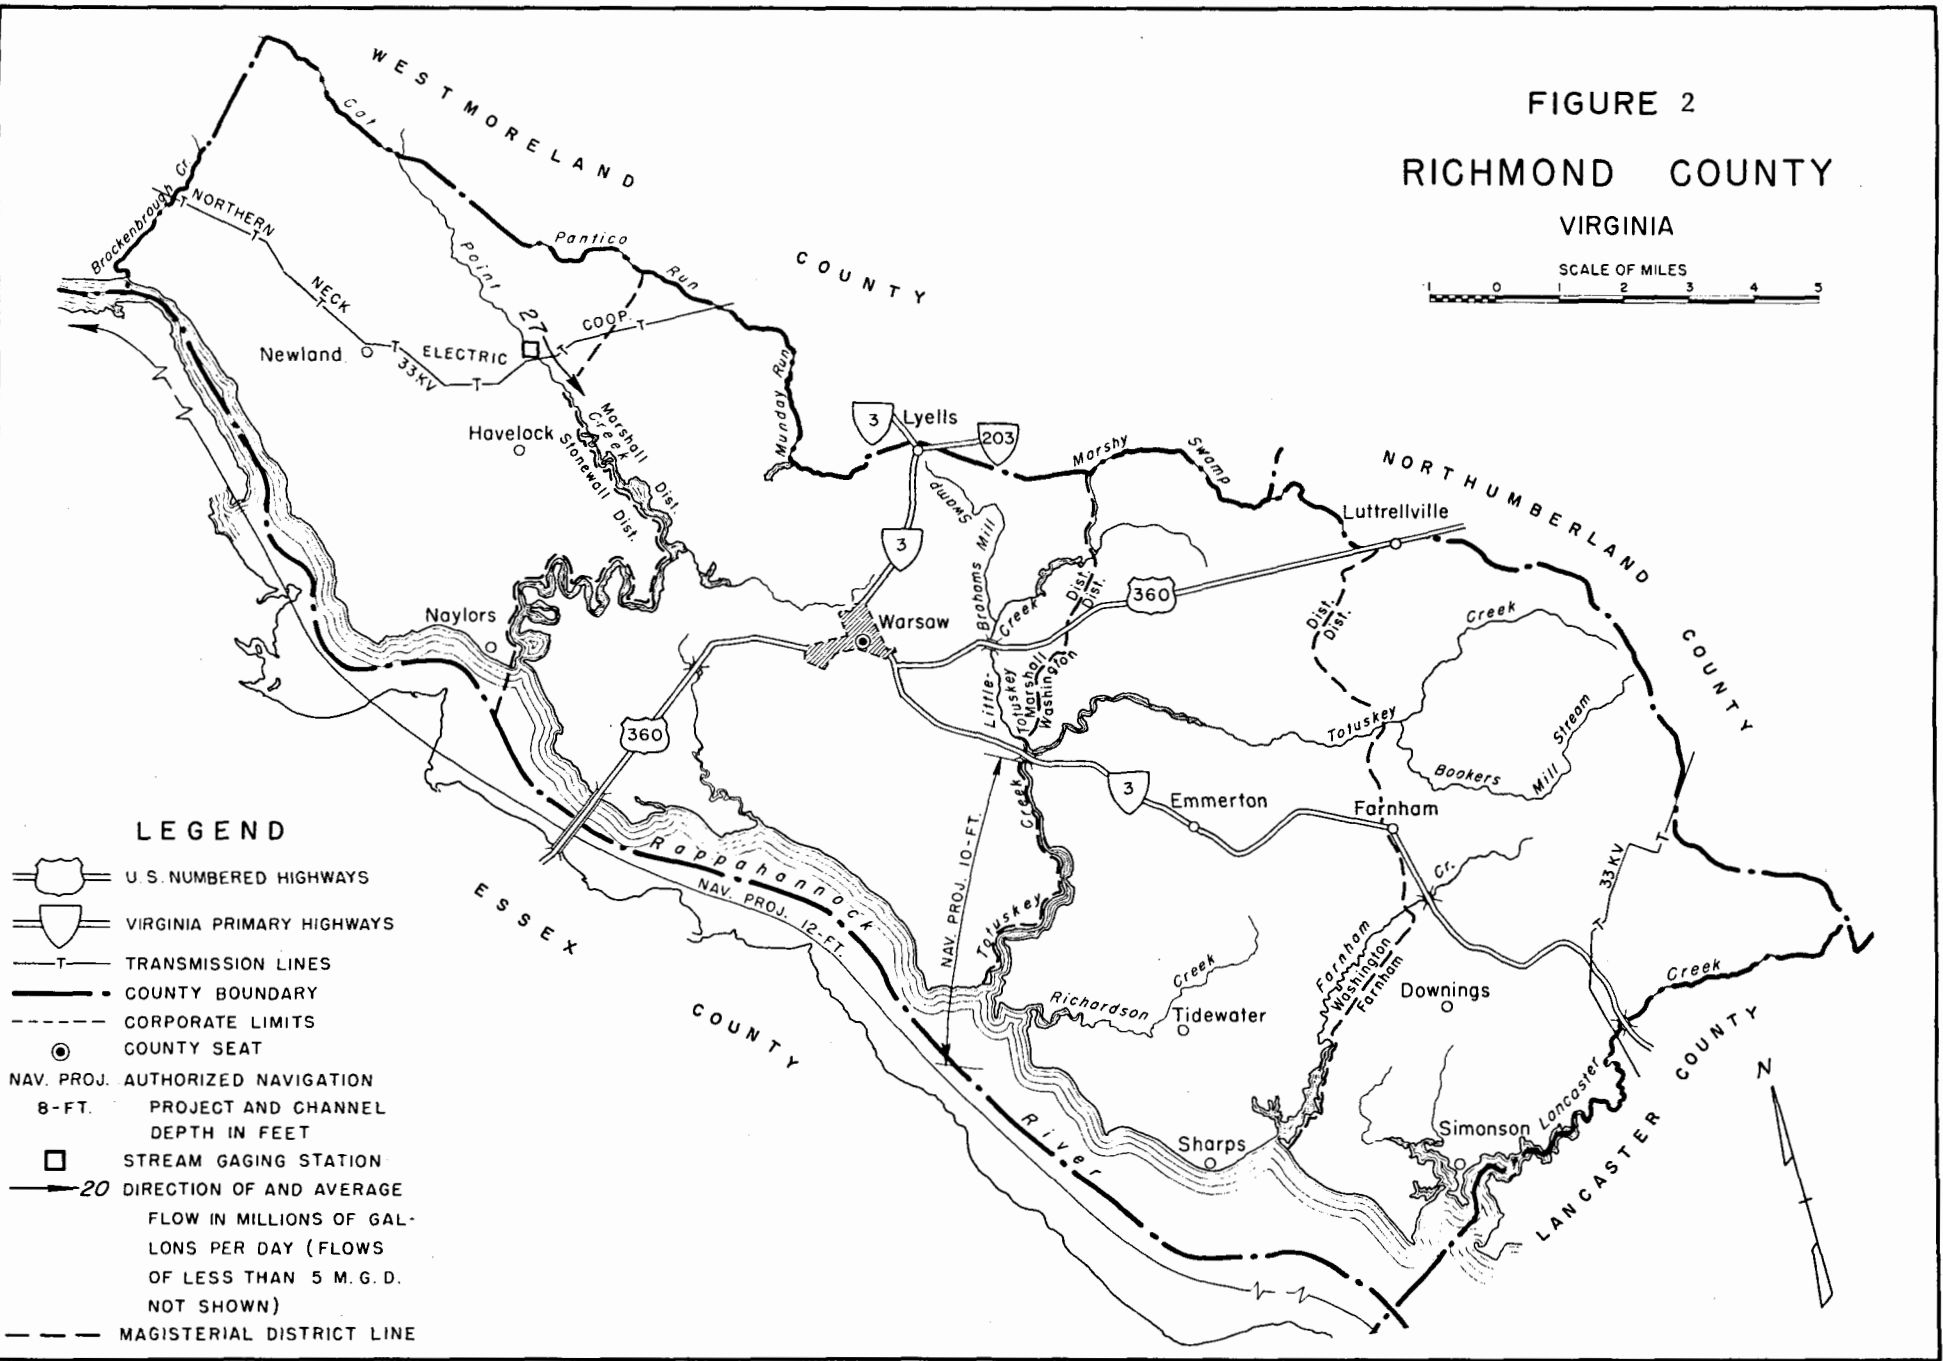 FIGURE 2
RICHMOND COUNTY
VIRGINIA
SCALE OF MILES
1 0 1 2 3 4 5
WESTMORELAND
COUNTY
NORTHUMBERLAND
COUNTY
ESSEX
COUNTY
LANCASTER
COUNTY
Cat
Point
Creek
Brockenbrough Cr.
NORTHERN
NECK
ELECTRIC
COOP.
33KV
T
T
T
T
T
T
T
Pantico
Run
27
Newland
Havelock
Marshall
Dist.
Stonewall
Dist.
Munday Run
3
Lyells
203
3
Marshy
Swamp
Luttrellville
Swamp
Brahams Mill
Creek
Dist.
Dist.
360
Dist.
Dist.
Creek
Naylors
Warsaw
Little-
Totuskey
Marshall
Washington
360
Totuskey
Bookers
Mill
Stream
3
Emmerton
Farnham
Creek
Totuskey
NAV. PROJ. 10-FT.
Rappahannock
NAV. PROJ. 12-FT.
River
Cr.
Farnham
Washington
Farnham
33KV
T
T
Richardson
Creek
Tidewater
Downings
Creek
Lancaster
Sharps
Simonson
N
LEGEND
U.S. NUMBERED HIGHWAYS
VIRGINIA PRIMARY HIGHWAYS
T TRANSMISSION LINES
COUNTY BOUNDARY
CORPORATE LIMITS
COUNTY SEAT
NAV. PROJ. AUTHORIZED NAVIGATION
8-FT. PROJECT AND CHANNEL
DEPTH IN FEET
STREAM GAGING STATION
20 DIRECTION OF AND AVERAGE
FLOW IN MILLIONS OF GAL-
LONS PER DAY (FLOWS
OF LESS THAN 5 M.G.D.
NOT SHOWN)
MAGISTERIAL DISTRICT LINE